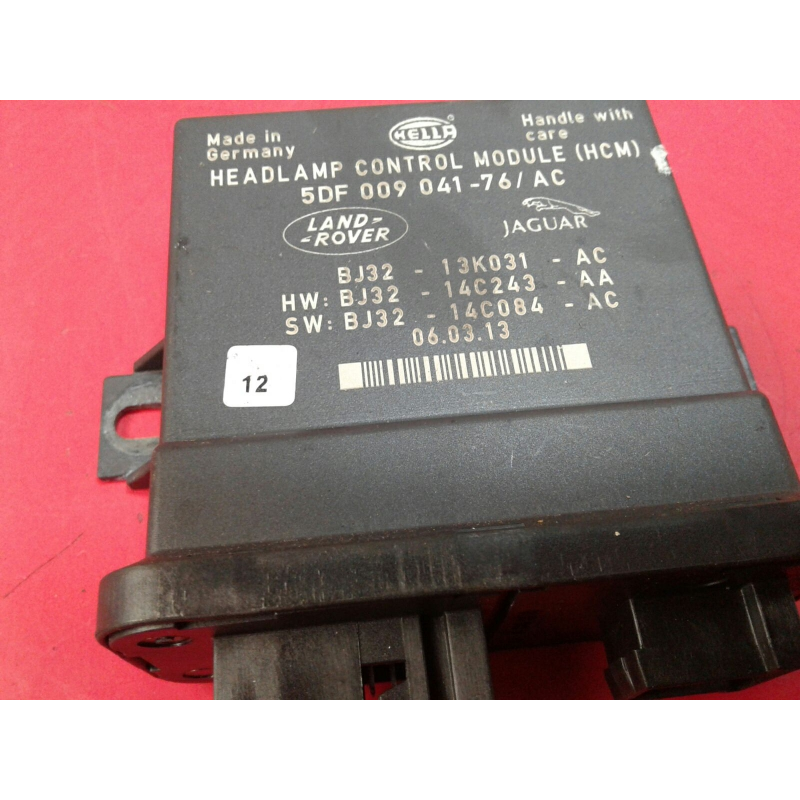 Made in
Germany
HELLA
Handle with
care
HEADLAMP CONTROL MODULE (HCM)
5DF 009 041-76/AC
LAND-
-ROVER
JAGUAR
BJ32 - 13K031 - AC
HW: BJ32 - 14C243 - AA
SW: BJ32 - 14C084 - AC
06.03.13
12